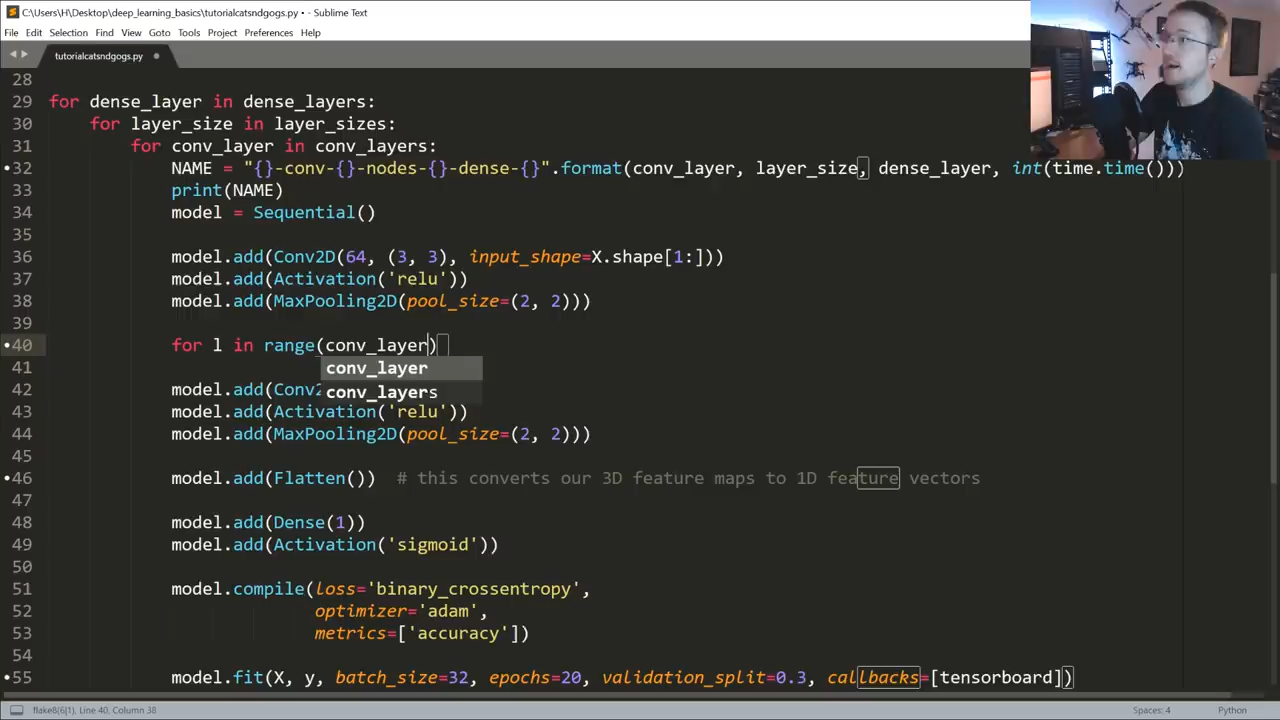 C:\Users\H\Desktop\deep_learning_basics\tutorialcatsndgogs.py • - Sublime Text
File Edit Selection Find View Goto Tools Project Preferences Help
tutorialcatsndgogs.py
28
29 for dense_layer in dense_layers:
30 for layer_size in layer_sizes:
31 for conv_layer in conv_layers:
32 NAME = "{}-conv-{}-nodes-{}-dense-{}".format(conv_layer, layer_size, dense_layer, int(time.time()))
33 print(NAME)
34 model = Sequential()
35
36 model.add(Conv2D(64, (3, 3), input_shape=X.shape[1:]))
37 model.add(Activation('relu'))
38 model.add(MaxPooling2D(pool_size=(2, 2)))
39
40 for l in range(conv_layer)
41 conv_layer
conv_layers
42 model.add(Conv2
43 model.add(Activation('relu'))
44 model.add(MaxPooling2D(pool_size=(2, 2)))
45
46 model.add(Flatten()) # this converts our 3D feature maps to 1D feature vectors
47
48 model.add(Dense(1))
49 model.add(Activation('sigmoid'))
50
51 model.compile(loss='binary_crossentropy',
52 optimizer='adam',
53 metrics=['accuracy'])
54
55 model.fit(X, y, batch_size=32, epochs=20, validation_split=0.3, callbacks=[tensorboard])
flake8(6|1), Line 40, Column 38 Spaces: 4 Python